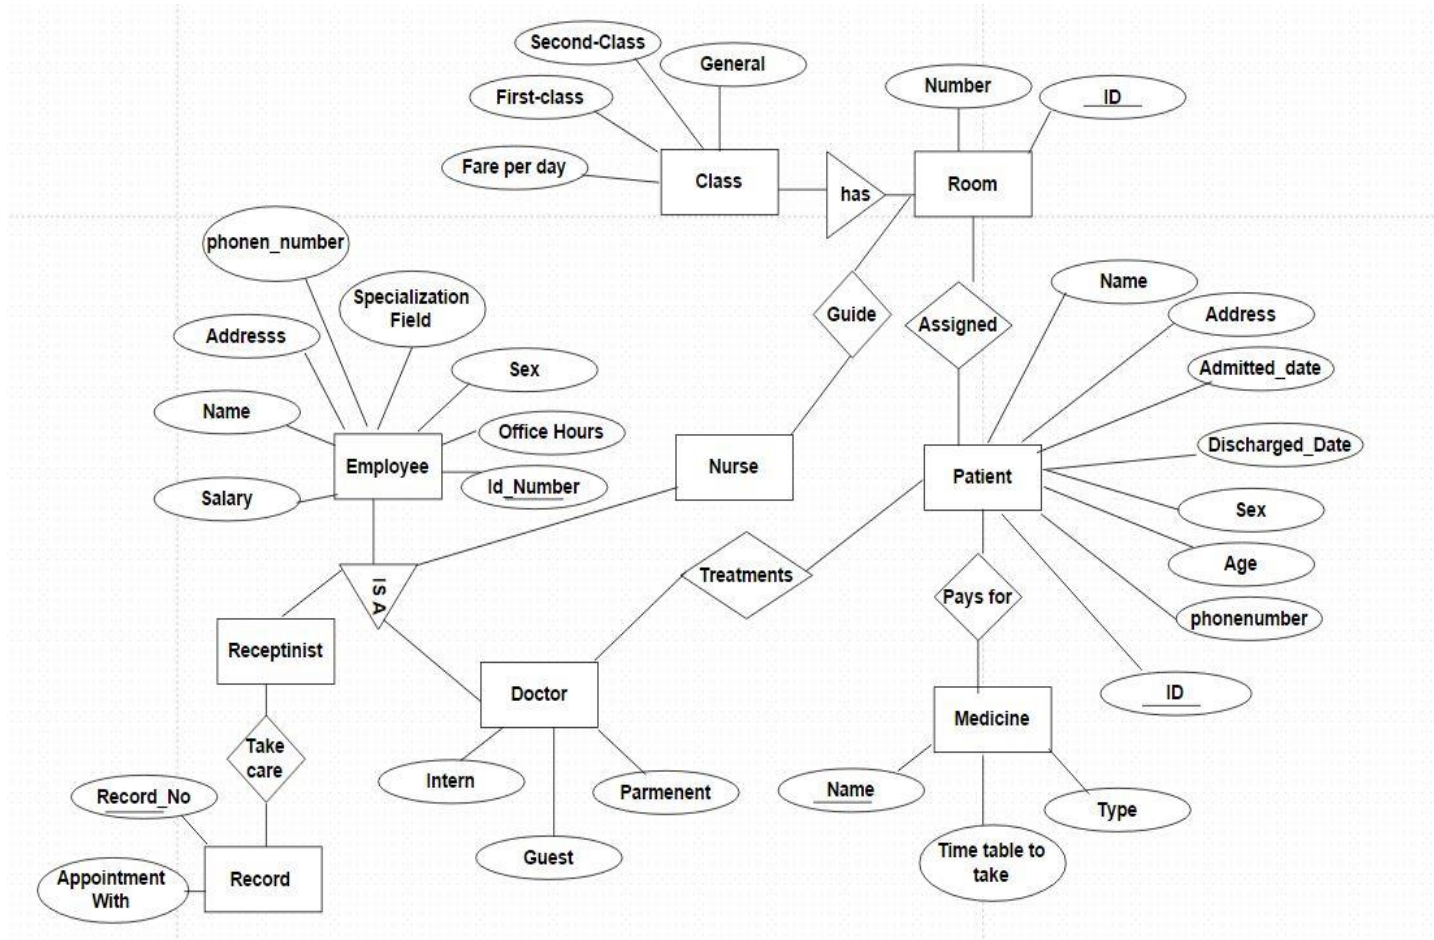 Second-Class
General
First-class
Fare per day
Class
has
Number
ID
Room
phonen_number
Specialization
Field
Addresss
Sex
Name
Office Hours
Employee
Id_Number
Salary
IS A
Guide
Assigned
Nurse
Name
Address
Admitted_date
Discharged_Date
Patient
Sex
Age
phonenumber
ID
Treatments
Pays for
Receptinist
Doctor
Medicine
Take
care
Intern
Parmenent
Guest
Name
Type
Time table to
take
Record_No
Appointment
With
Record